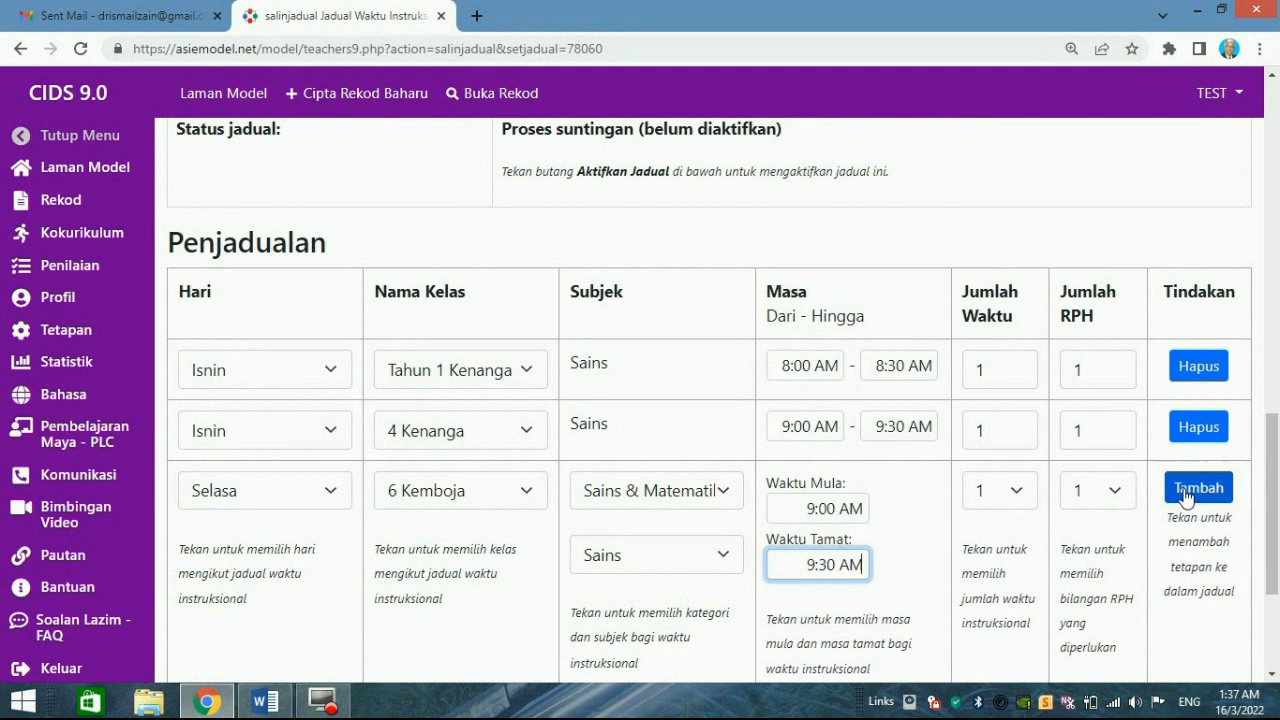 Sent Mail - drismailzain@gmail.c
salinjadual Jadual Waktu Instruks
https://asiemodel.net/model/teachers9.php?action=salinjadual&setjadual=78060
CIDS 9.0
Laman Model
Cipta Rekod Baharu
Buka Rekod
TEST
Tutup Menu
Laman Model
Rekod
Kokurikulum
Penilaian
Profil
Tetapan
Statistik
Bahasa
Pembelajaran
Maya - PLC
Komunikasi
Bimbingan
Video
Pautan
Bantuan
Soalan Lazim -
FAQ
Keluar
Status jadual:
Proses suntingan (belum diaktifkan)
Tekan butang Aktifkan Jadual di bawah untuk mengaktifkan jadual ini.
Penjadualan
Hari
Nama Kelas
Subjek
Masa
Dari - Hingga
Jumlah
Waktu
Jumlah
RPH
Tindakan
Isnin
Tahun 1 Kenanga
Sains
8:00 AM - 8:30 AM
1
1
Hapus
Isnin
4 Kenanga
Sains
9:00 AM - 9:30 AM
1
1
Hapus
Selasa
Tekan untuk memilih hari
mengikut jadual waktu
instruksional
6 Kemboja
Tekan untuk memilih kelas
mengikut jadual waktu
instruksional
Sains & Matemati
Sains
Tekan untuk memilih kategori
dan subjek bagi waktu
instruksional
Waktu Mula:
9:00 AM
Waktu Tamat:
9:30 AM
Tekan untuk memilih masa
mula dan masa tamat bagi
waktu instruksional
1
Tekan untuk
memilih
jumlah waktu
instruksional
1
Tekan untuk
memilih
bilangan RPH
yang
diperlukan
Tambah
Tekan untuk
menambah
tetapan ke
dalam jadual
Links
ENG
1:37 AM
16/3/2022